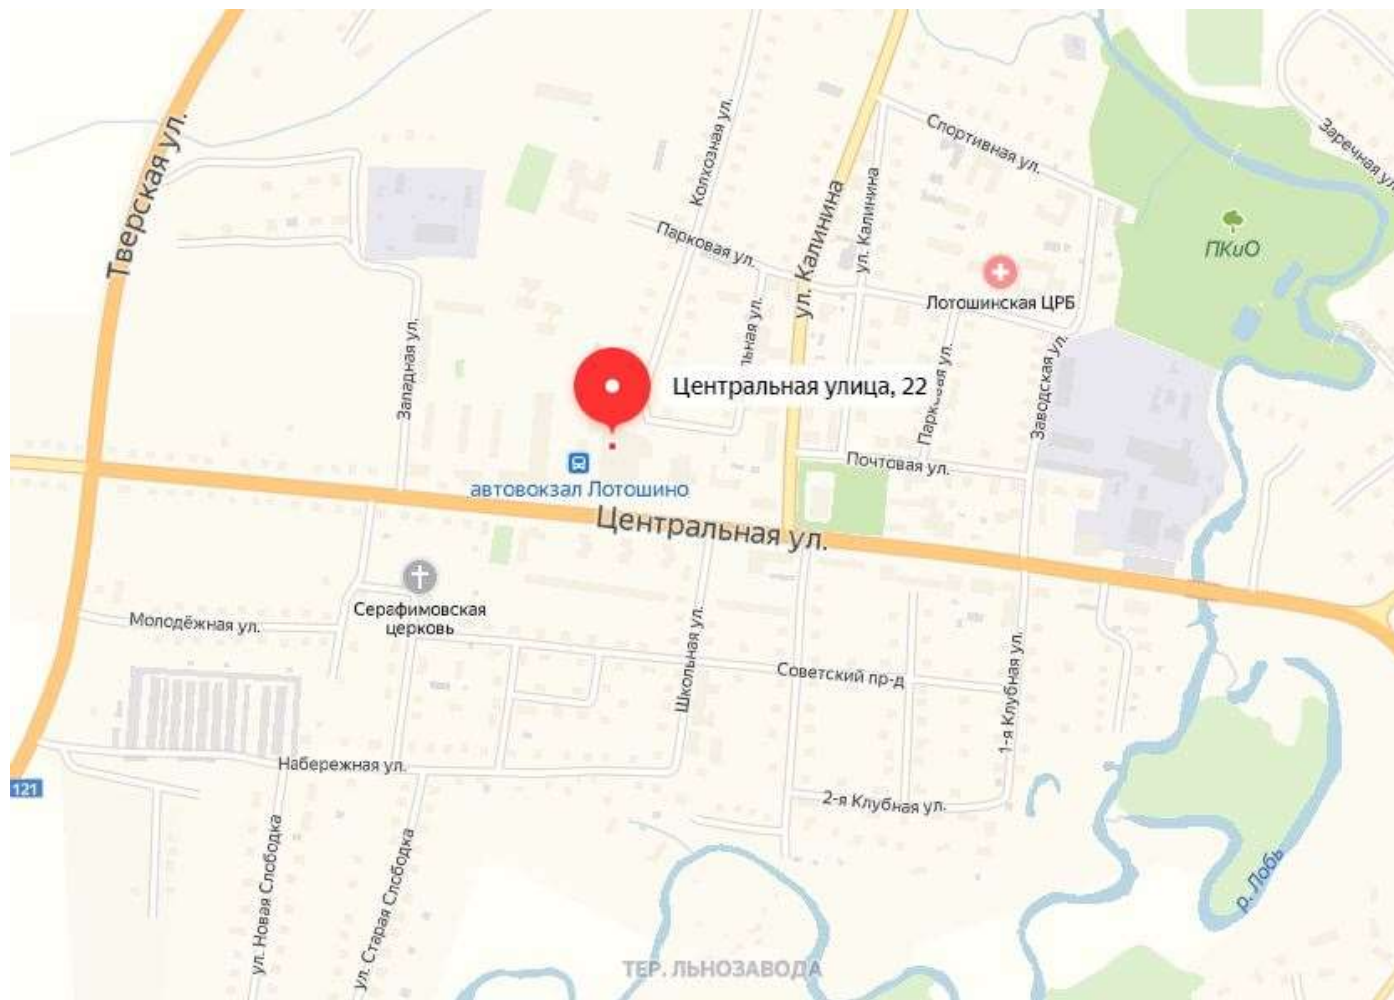 Тверская ул.
Колхозная ул.
Спортивная ул.
Заречная ул.
ул. Калинина
ул. Калинина
Парковая ул.
ПКиО
Лотошинская ЦРБ
Западная ул.
Парковая ул.
Заводская ул.
Центральная улица, 22
Почтовая ул.
автовокзал Лотошино
Центральная ул.
Серафимовская
церковь
Молодёжная ул.
Школьная ул.
Советский пр-д
1-я Клубная ул.
Набережная ул.
121
2-я Клубная ул.
ул. Новая Слободка
ул. Старая Слободка
р. Лобь
ТЕР. ЛЬНОЗАВОДА